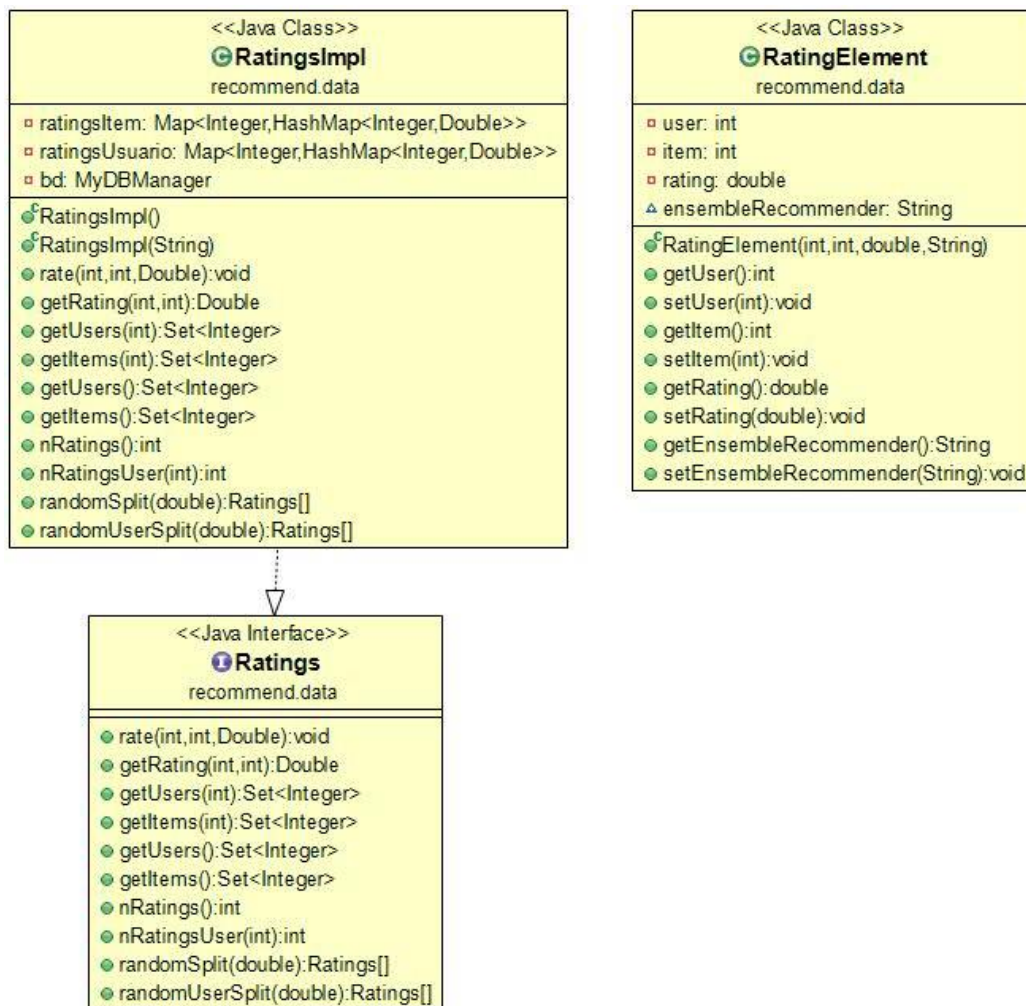 <<Java Class>>
RatingsImpl
recommend.data
ratingsItem: Map<Integer,HashMap<Integer,Double>>
ratingsUsuario: Map<Integer,HashMap<Integer,Double>>
bd: MyDBManager
RatingsImpl()
RatingsImpl(String)
rate(int,int,Double):void
getRating(int,int):Double
getUsers(int):Set<Integer>
getItems(int):Set<Integer>
getUsers():Set<Integer>
getItems():Set<Integer>
nRatings():int
nRatingsUser(int):int
randomSplit(double):Ratings[]
randomUserSplit(double):Ratings[]
<<Java Class>>
RatingElement
recommend.data
user: int
item: int
rating: double
ensembleRecommender: String
RatingElement(int,int,double,String)
getUser():int
setUser(int):void
getItem():int
setItem(int):void
getRating():double
setRating(double):void
getEnsembleRecommender():String
setEnsembleRecommender(String):void
<<Java Interface>>
Ratings
recommend.data
rate(int,int,Double):void
getRating(int,int):Double
getUsers(int):Set<Integer>
getItems(int):Set<Integer>
getUsers():Set<Integer>
getItems():Set<Integer>
nRatings():int
nRatingsUser(int):int
randomSplit(double):Ratings[]
randomUserSplit(double):Ratings[]